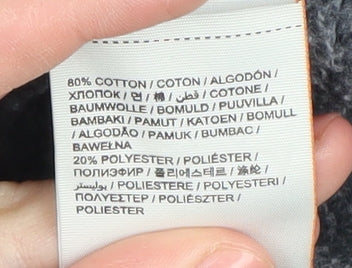 80% COTTON / COTON / ALGODÓN /
ХЛОПОК / 면 / 棉 / قطن / COTONE /
BAUMWOLLE / BOMULD / PUUVILLA /
BAMBAKI / PAMUT / KATOEN / BOMULL
/ ALGODÃO / PAMUK / BUMBAC /
BAWEŁNA
20% POLYESTER / POLIÉSTER /
ПОЛИЭФИР / 폴리에스테르 / 涤纶 /
بوليستر / POLIESTERE / POLYESTERI /
ΠΟΛΥΕΣΤΕΡ / POLIÉSZTER /
POLIESTER